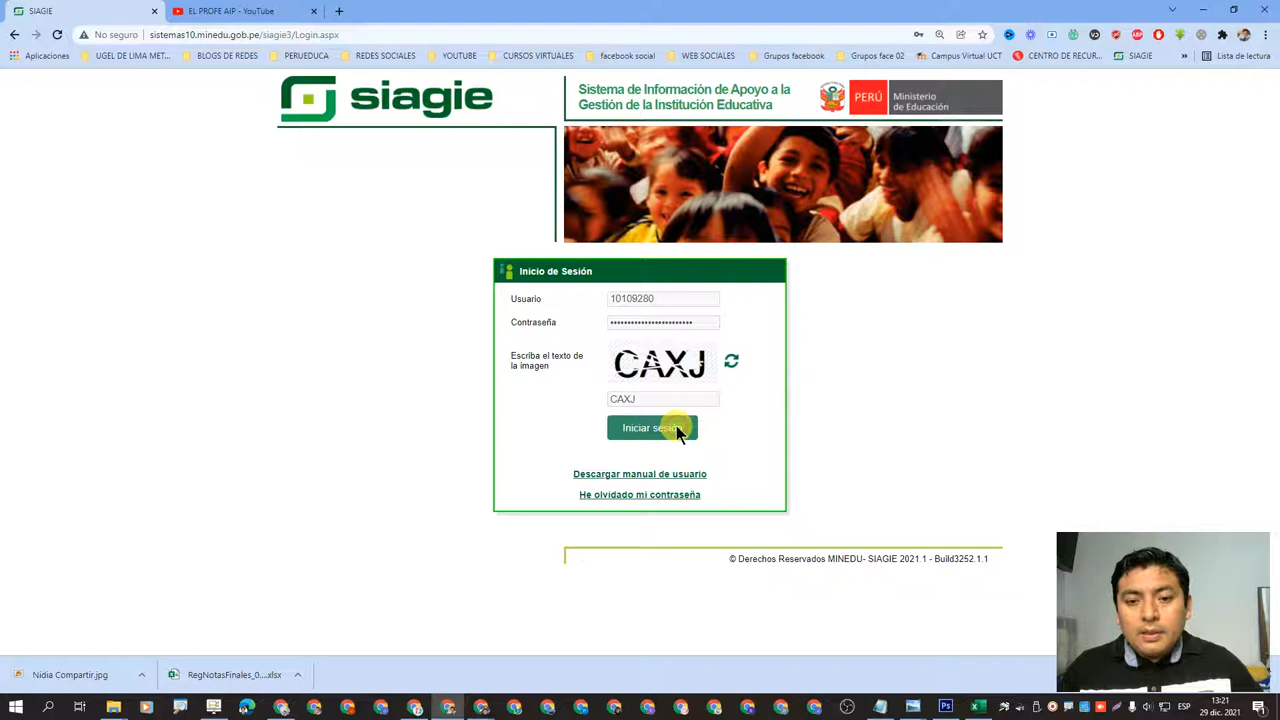 SIAGIE
EL PROFE AIP - YouTube
No seguro
sistemas10.minedu.gob.pe/siagie3/Login.aspx
Aplicaciones
UGEL DE LIMA MET...
PERUEDUCA
REDES SOCIALES
YOUTUBE
CURSOS VIRTUALES
facebook social
WEB SOCIALES
Grupos facebook
Grupos face 02
Campus Virtual UCT
CENTRO DE RECUR...
SIAGIE
Lista de lectura
siagie
Sistema de Información de Apoyo a la
Gestión de la Institución Educativa
PERÚ
Ministerio
de Educación
Inicio de Sesión
Usuario
10109280
Contraseña
••••••••••••••••••••••••
Escriba el texto de
la imagen
CAXJ
CAXJ
Iniciar sesión
Descargar manual de usuario
He olvidado mi contraseña
© Derechos Reservados MINEDU- SIAGIE 2021.1 - Build3252.1.1
Nidia Compartir.jpg
RegNotasFinales_0....xlsx
ESP
13:21
29 dic. 2021